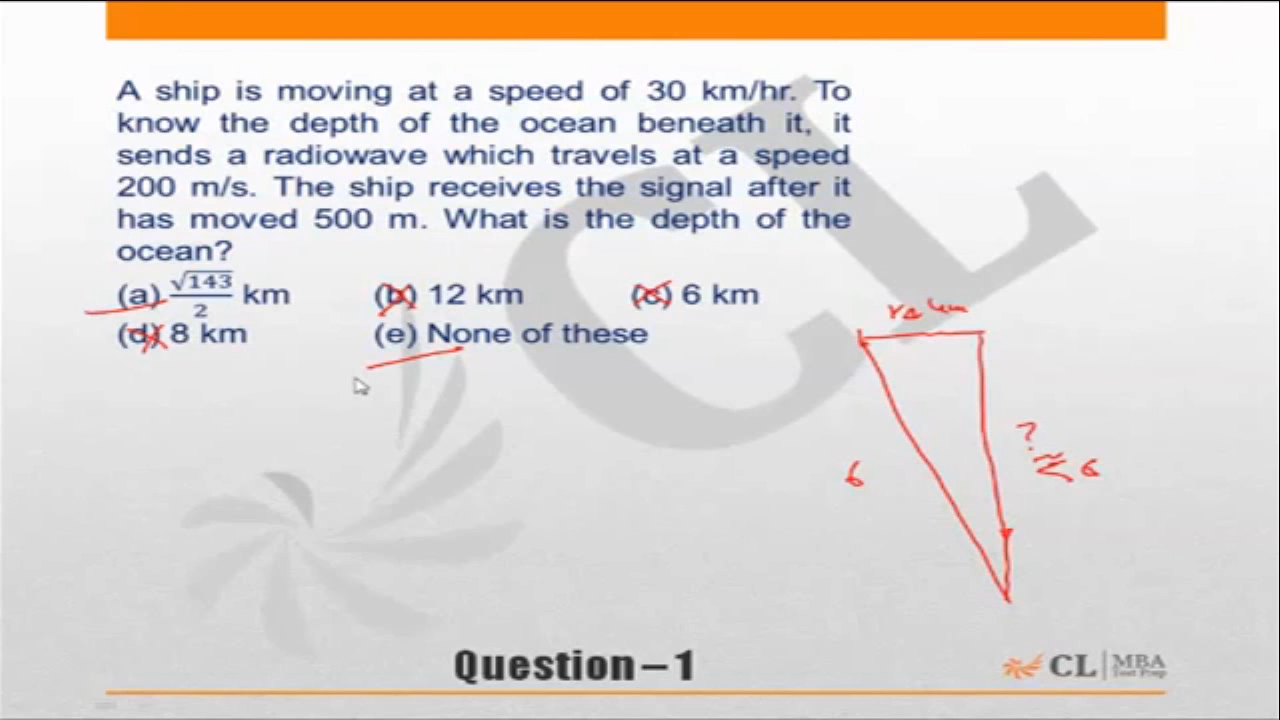 A ship is moving at a speed of 30 km/hr. To
know the depth of the ocean beneath it, it
sends a radiowave which travels at a speed
200 m/s. The ship receives the signal after it
has moved 500 m. What is the depth of the
ocean?
(a) √143/2 km (b) 12 km (c) 6 km
(d) 8 km (e) None of these
km
?
6
6
Question – 1
CL MBA
Test Prep
CL